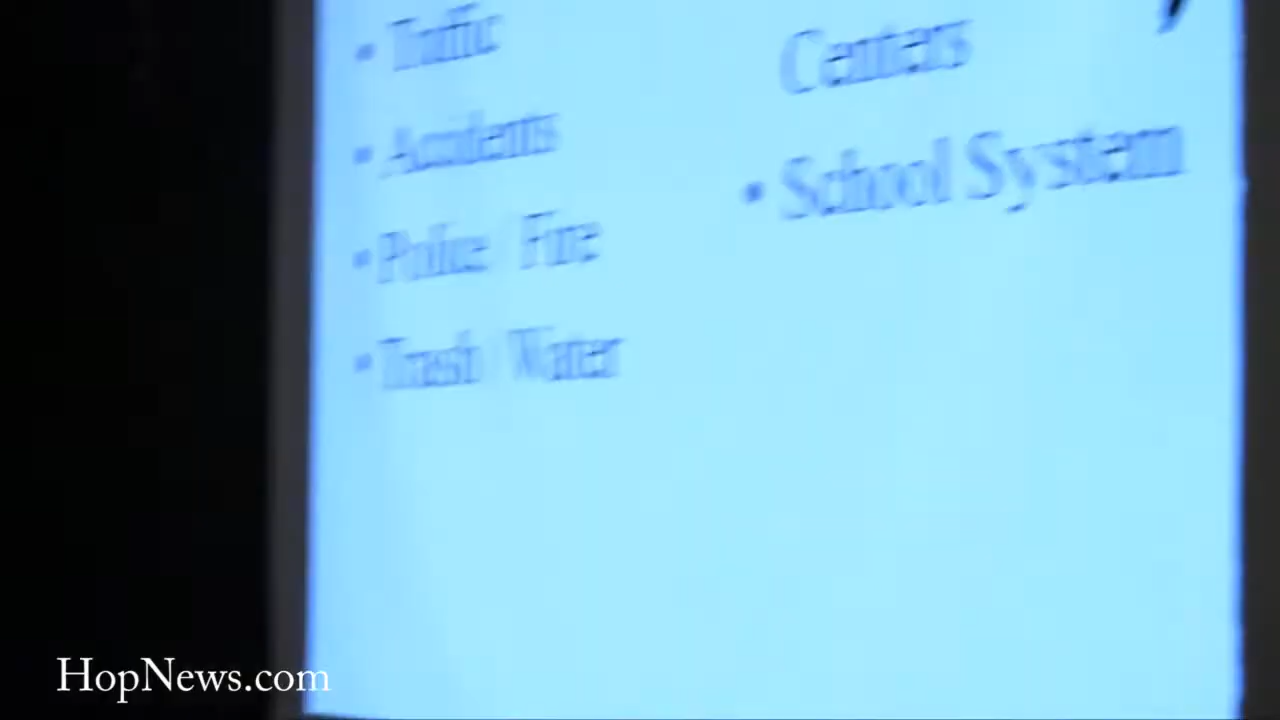 • Traffic
• Accidents
• Police / Fire
• Trash / Water
Centers
• School System
HopNews.com